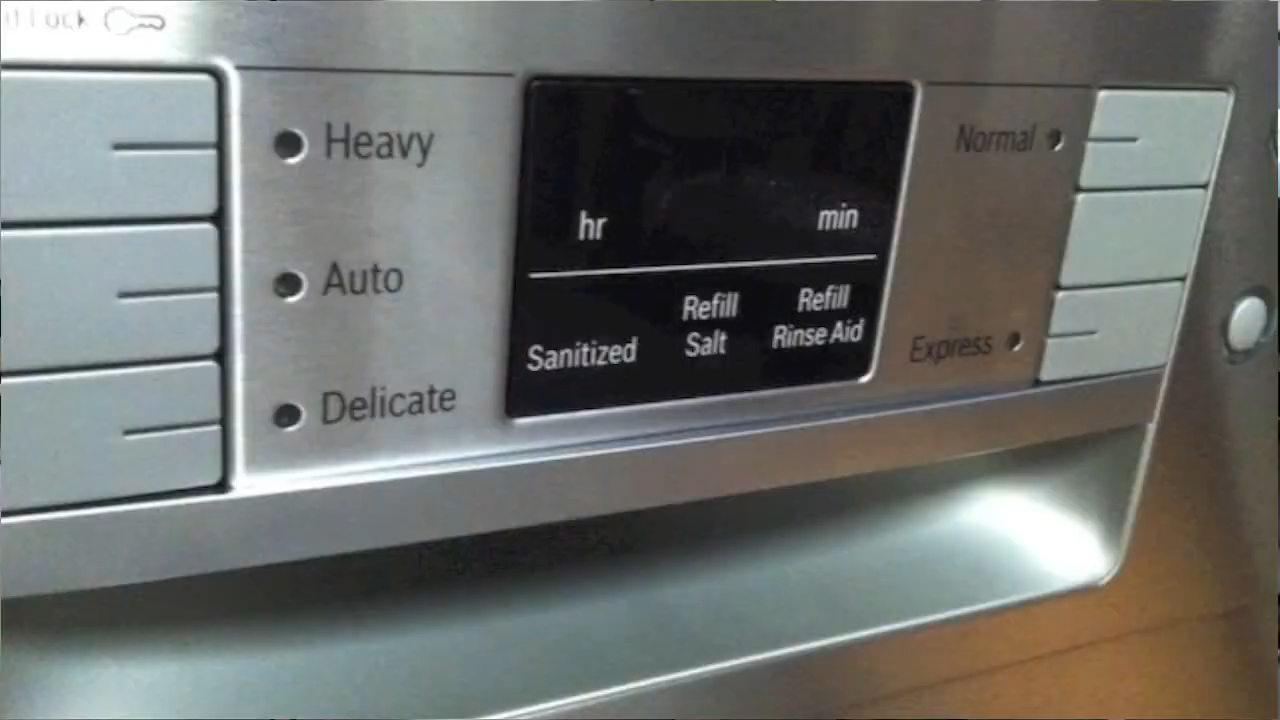 Lock
Heavy
Auto
Delicate
hr
min
Sanitized
Refill
Salt
Refill
Rinse Aid
Normal
Express